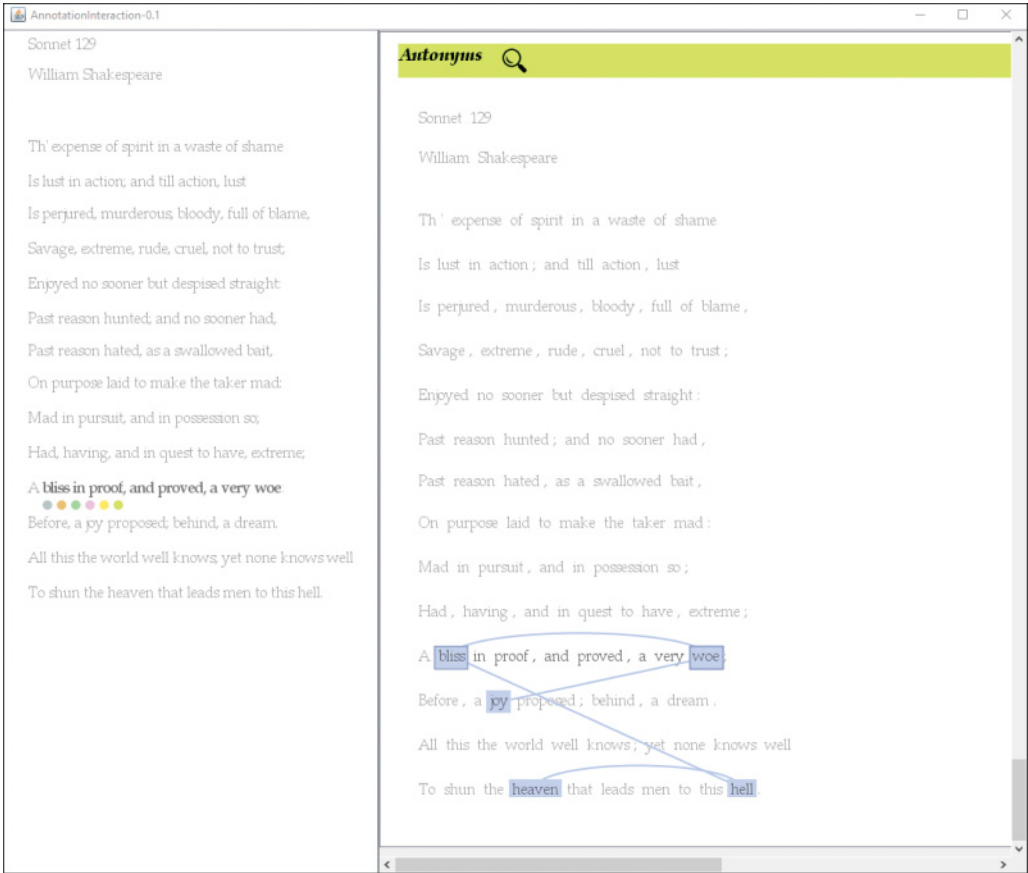 AnnotationInteraction-0.1
Sonnet 129
William Shakespeare
Th' expense of spirit in a waste of shame
Is lust in action; and till action, lust
Is perjured, murderous, bloody, full of blame,
Savage, extreme, rude, cruel, not to trust;
Enjoyed no sooner but despised straight:
Past reason hunted; and no sooner had,
Past reason hated, as a swallowed bait,
On purpose laid to make the taker mad:
Mad in pursuit, and in possession so;
Had, having, and in quest to have, extreme;
A bliss in proof, and proved, a very woe;
Before, a joy proposed; behind, a dream.
All this the world well knows; yet none knows well
To shun the heaven that leads men to this hell.
Antonyms
Sonnet 129
William Shakespeare
Th ' expense of spirit in a waste of shame
Is lust in action ; and till action , lust
Is perjured , murderous , bloody , full of blame ,
Savage , extreme , rude , cruel , not to trust ;
Enjoyed no sooner but despised straight :
Past reason hunted ; and no sooner had ,
Past reason hated , as a swallowed bait ,
On purpose laid to make the taker mad :
Mad in pursuit , and in possession so ;
Had , having , and in quest to have , extreme ;
A bliss in proof , and proved , a very woe ;
Before , a joy proposed ; behind , a dream .
All this the world well knows ; yet none knows well
To shun the heaven that leads men to this hell .